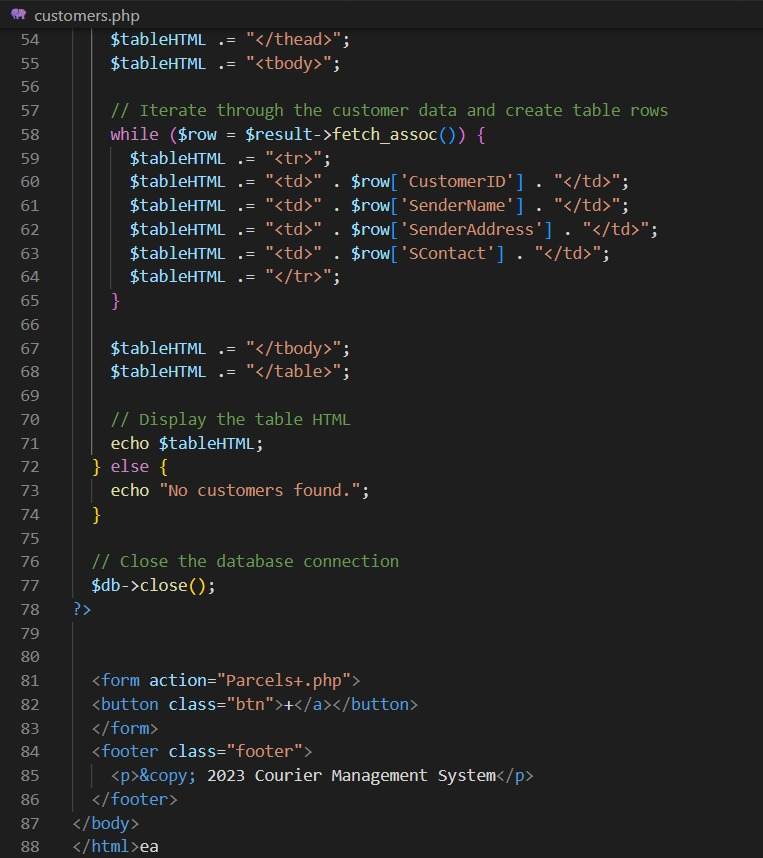 customers.php
54 $tableHTML .= "</thead>";
55 $tableHTML .= "<tbody>";
56
57 // Iterate through the customer data and create table rows
58 while ($row = $result->fetch_assoc()) {
59 $tableHTML .= "<tr>";
60 $tableHTML .= "<td>" . $row['CustomerID'] . "</td>";
61 $tableHTML .= "<td>" . $row['SenderName'] . "</td>";
62 $tableHTML .= "<td>" . $row['SenderAddress'] . "</td>";
63 $tableHTML .= "<td>" . $row['SContact'] . "</td>";
64 $tableHTML .= "</tr>";
65 }
66
67 $tableHTML .= "</tbody>";
68 $tableHTML .= "</table>";
69
70 // Display the table HTML
71 echo $tableHTML;
72 } else {
73 echo "No customers found.";
74 }
75
76 // Close the database connection
77 $db->close();
78 ?>
79
80
81 <form action="Parcels+.php">
82 <button class="btn">+</a></button>
83 </form>
84 <footer class="footer">
85 <p>&copy; 2023 Courier Management System</p>
86 </footer>
87 </body>
88 </html>ea